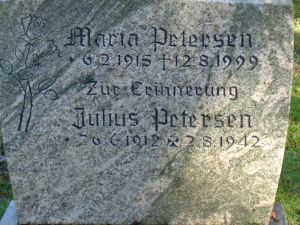 Maria Petersen
* 6.2.1915 † 12.8.1999
Zur Erinnerung
Julius Petersen
* 6.6.1912 ⚔ 2.8.1942